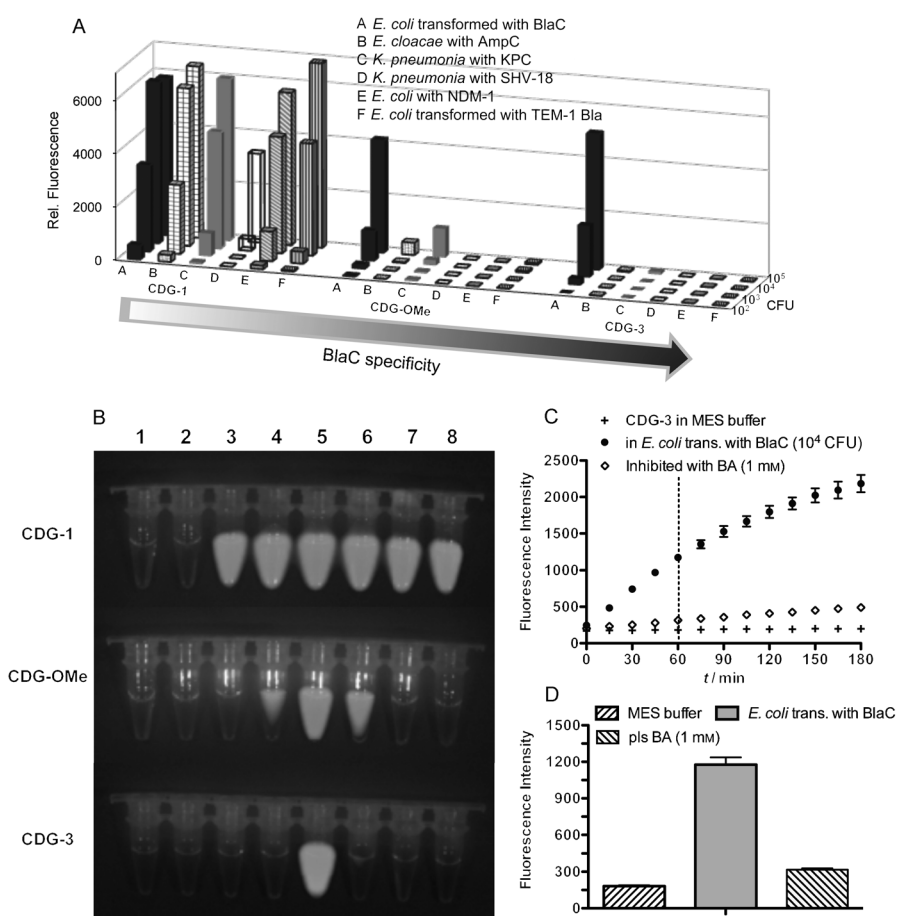 A
A E. coli transformed with BlaC
B E. cloacae with AmpC
C K. pneumonia with KPC
D K. pneumonia with SHV-18
E E. coli with NDM-1
F E. coli transformed with TEM-1 Bla
Rel. Fluorescence
6000
4000
2000
0
A B C D E F A B C D E F A B C D E F
CDG-1 CDG-OMe CDG-3
10² 10³ 10⁴ 10⁵
CFU
BlaC specificity
B
1 2 3 4 5 6 7 8
CDG-1
CDG-OMe
CDG-3
C
CDG-3 in MES buffer
in E. coli trans. with BlaC (10⁴ CFU)
Inhibited with BA (1 mM)
Fluorescence Intensity
2500
2000
1500
1000
500
0
0 30 60 90 120 150 180
t / min
D
MES buffer E. coli trans. with BlaC
pls BA (1 mM)
Fluorescence Intensity
1500
1200
900
600
300
0